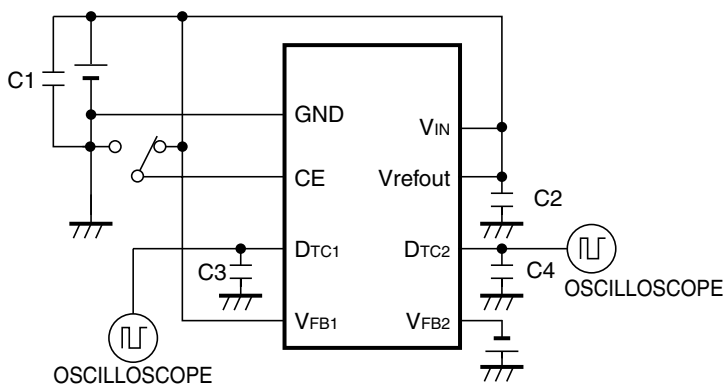 C1
GND
VIN
CE
Vrefout
C2
DTC1
DTC2
C3
C4
OSCILLOSCOPE
VFB1
VFB2
OSCILLOSCOPE